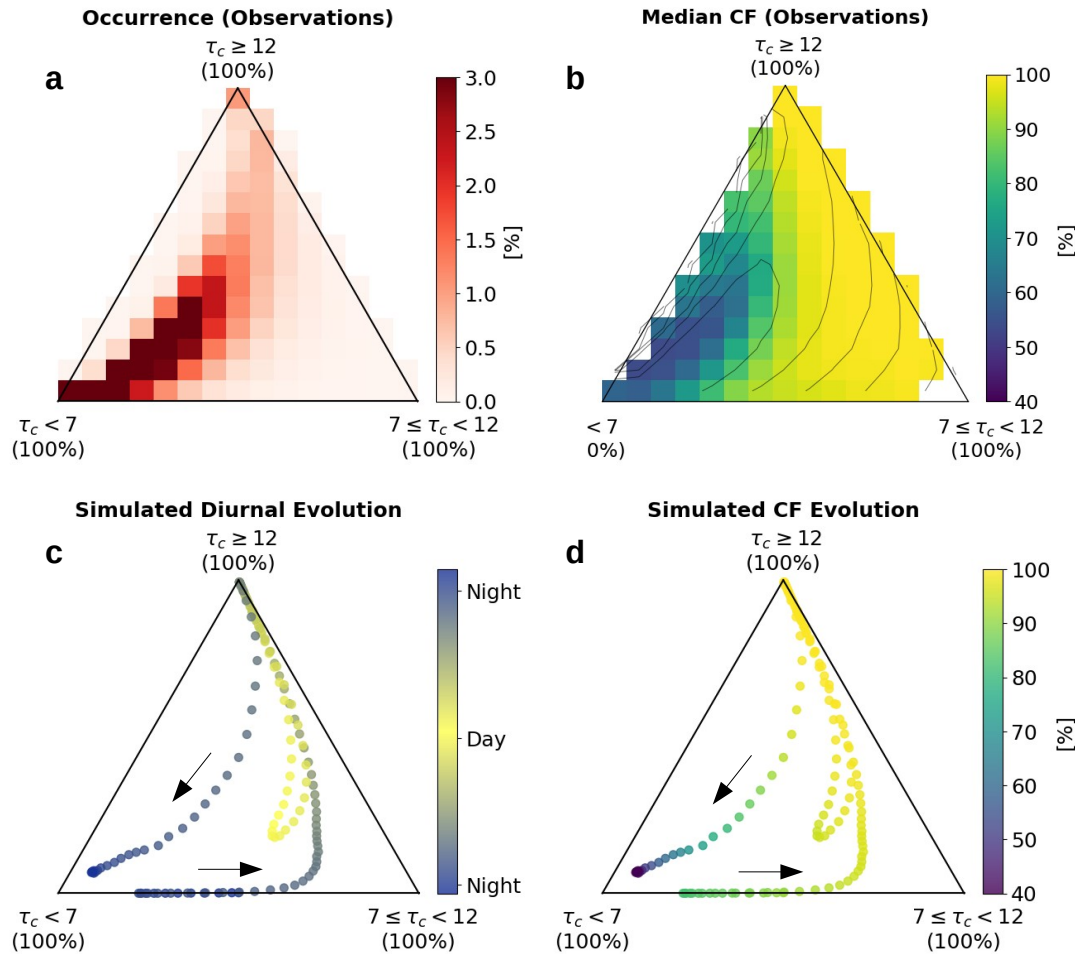 Occurrence (Observations)
τc ≥ 12
(100%)
a
3.0
2.5
2.0
1.5
1.0
0.5
0.0
[%]
τc < 7
(100%)
7 ≤ τc < 12
(100%)
Median CF (Observations)
τc ≥ 12
(100%)
b
100
90
80
70
60
50
40
[%]
< 7
0%)
7 ≤ τc < 12
(100%)
Simulated Diurnal Evolution
τc ≥ 12
(100%)
c
Night
Day
Night
τc < 7
(100%)
7 ≤ τc < 12
(100%)
Simulated CF Evolution
τc ≥ 12
(100%)
d
100
90
80
70
60
50
40
[%]
τc < 7
(100%)
7 ≤ τc < 12
(100%)